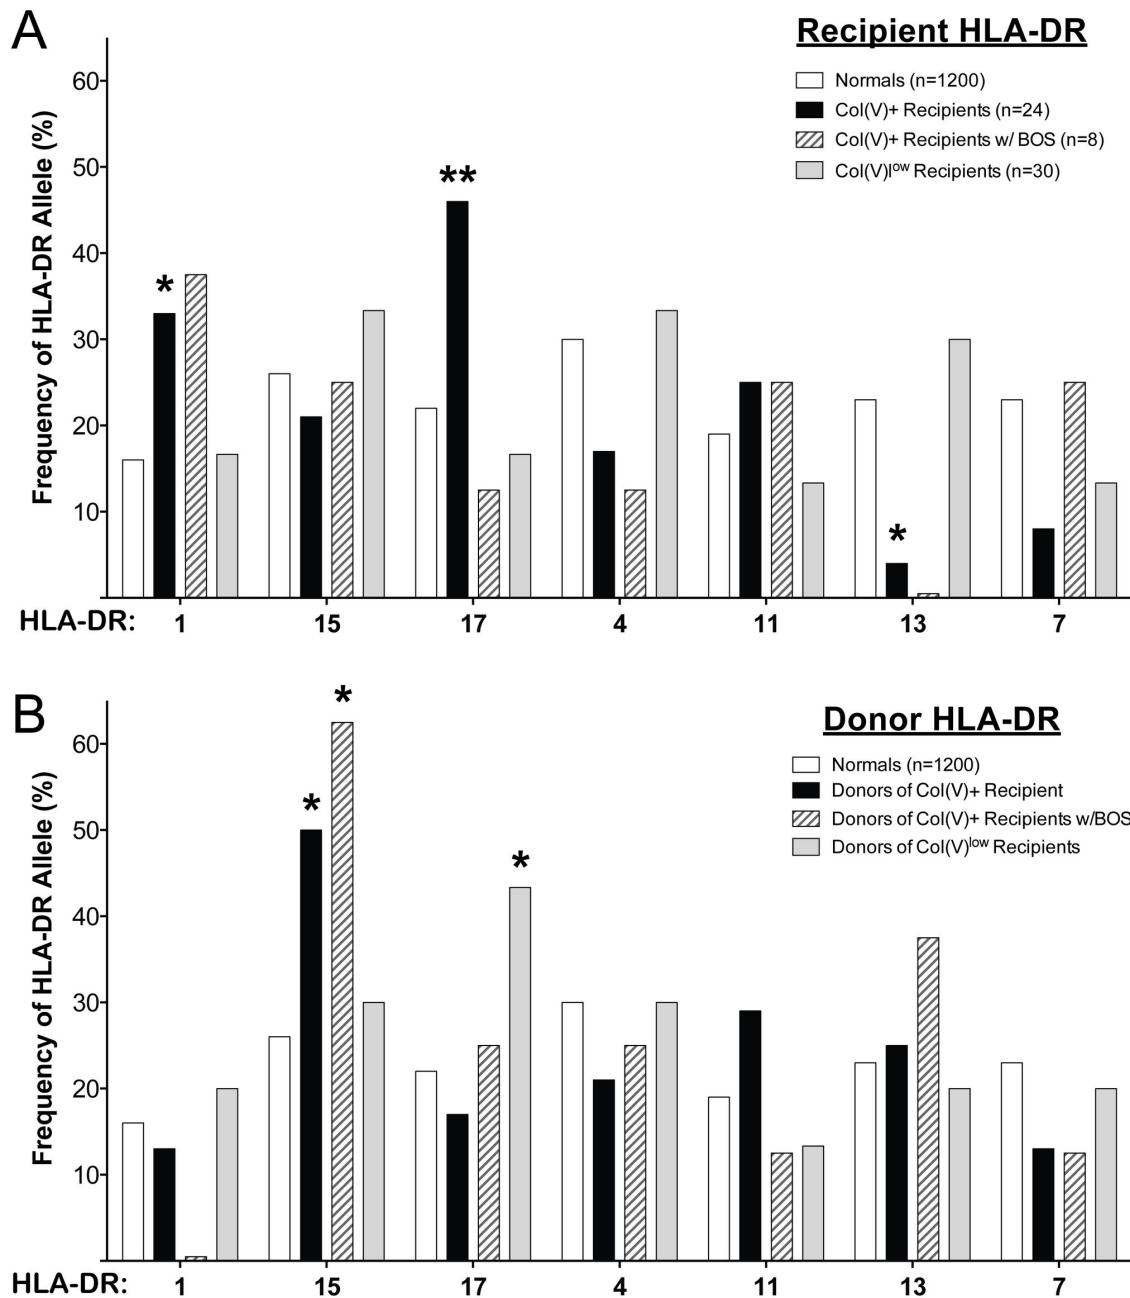 A
Recipient HLA-DR
Normals (n=1200)
Col(V)+ Recipients (n=24)
Col(V)+ Recipients w/ BOS (n=8)
Col(V)low Recipients (n=30)
Frequency of HLA-DR Allele (%)
60
50
40
30
20
10
*
**
*
HLA-DR: 1 15 17 4 11 13 7
B
Donor HLA-DR
Normals (n=1200)
Donors of Col(V)+ Recipient
Donors of Col(V)+ Recipients w/BOS
Donors of Col(V)low Recipients
Frequency of HLA-DR Allele (%)
60
50
40
30
20
10
*
*
*
HLA-DR: 1 15 17 4 11 13 7